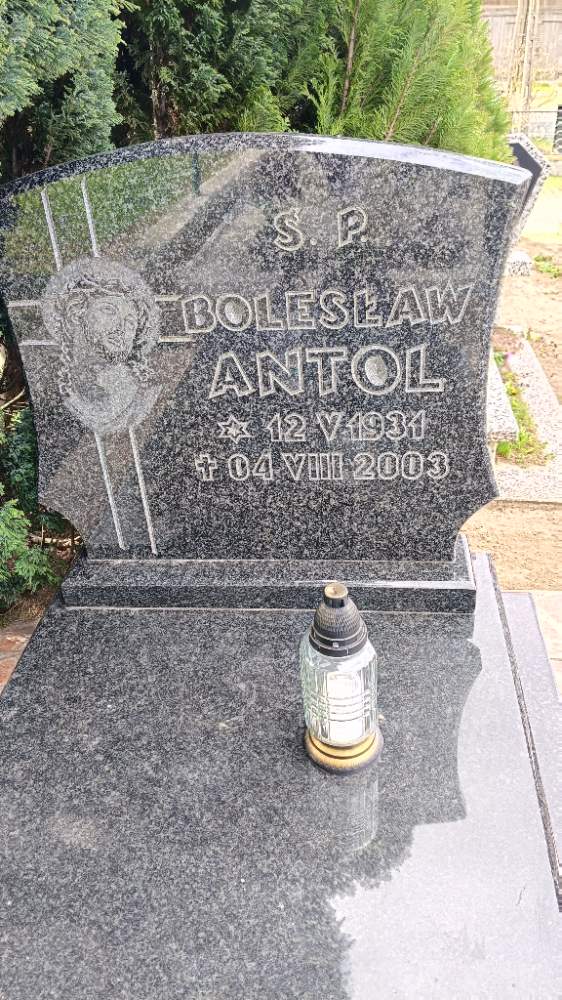 Ś. P.
BOLESŁAW
ANTOL
☆ 12 V 1931
✝ 04 VIII 2003